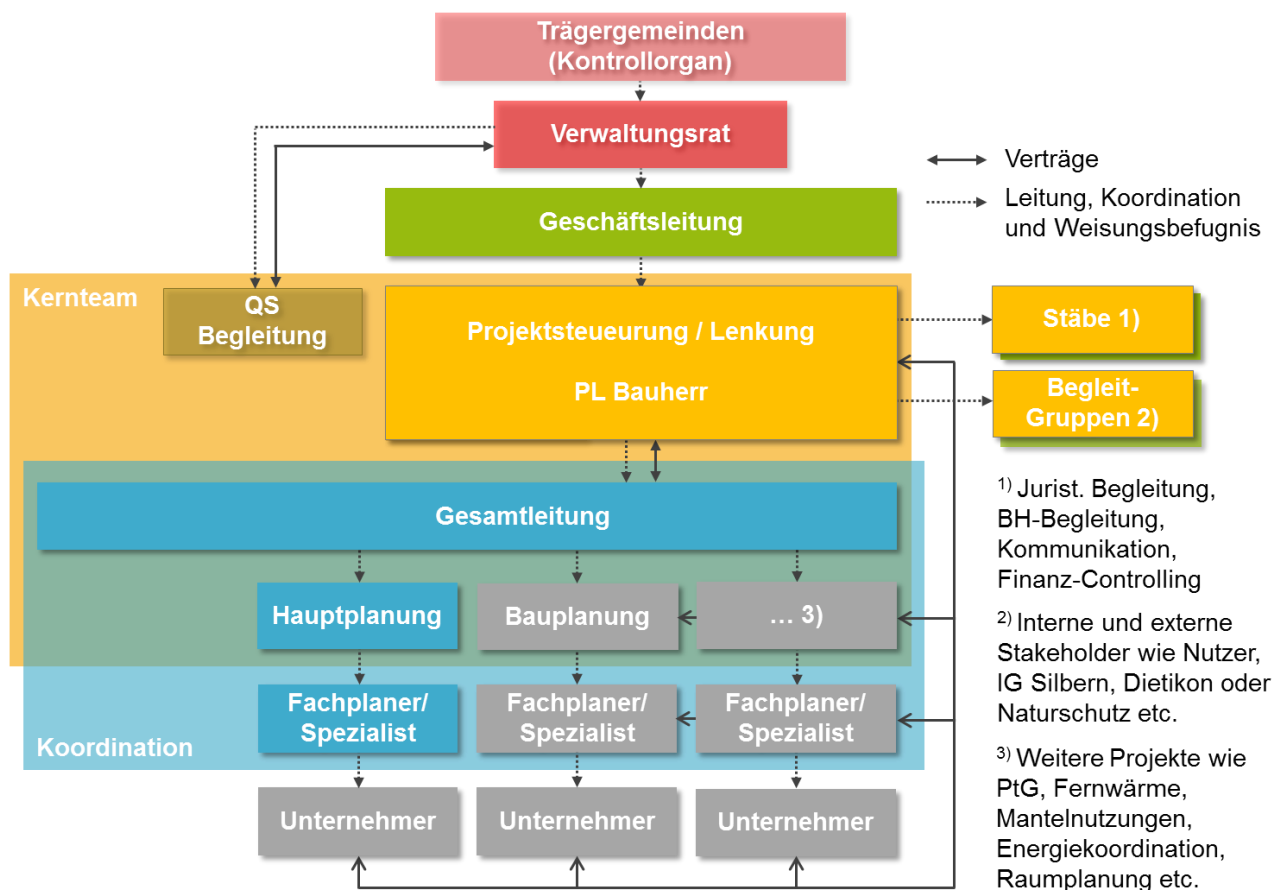 Trägergemeinden
(Kontrollorgan)
Verwaltungsrat
Verträge
Leitung, Koordination
und Weisungsbefugnis
Geschäftsleitung
Kernteam
QS
Begleitung
Projektsteueurung / Lenkung
PL Bauherr
Stäbe 1)
Begleit-
Gruppen 2)
Gesamtleitung
Hauptplanung
Bauplanung
... 3)
Fachplaner/
Spezialist
Fachplaner/
Spezialist
Fachplaner/
Spezialist
Koordination
Unternehmer
Unternehmer
Unternehmer
1) Jurist. Begleitung,
BH-Begleitung,
Kommunikation,
Finanz-Controlling
2) Interne und externe
Stakeholder wie Nutzer,
IG Silbern, Dietikon oder
Naturschutz etc.
3) Weitere Projekte wie
PtG, Fernwärme,
Mantelnutzungen,
Energiekoordination,
Raumplanung etc.